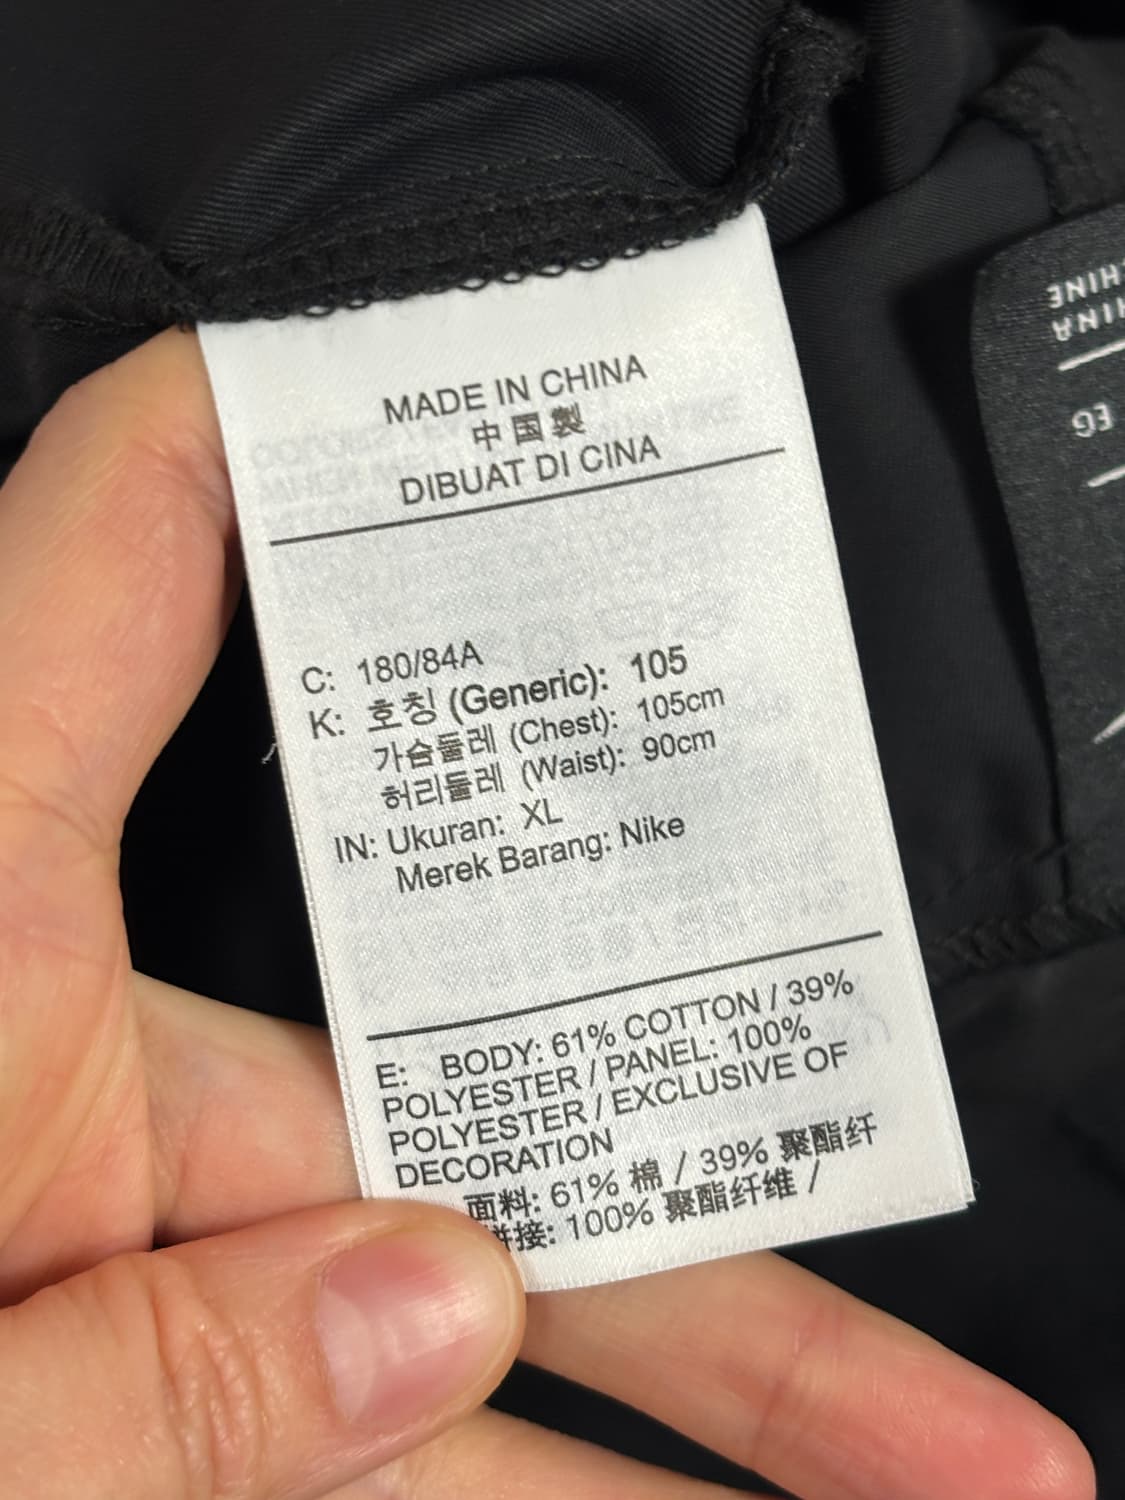 MADE IN CHINA
中国製
DIBUAT DI CINA
C: 180/84A
K: 호칭 (Generic): 105
가슴둘레 (Chest): 105cm
허리둘레 (Waist): 90cm
IN: Ukuran: XL
Merek Barang: Nike
E: BODY: 61% COTTON / 39%
POLYESTER / PANEL: 100%
POLYESTER / EXCLUSIVE OF
DECORATION
面料: 61% 棉 / 39% 聚酯纤
接: 100% 聚酯纤维 /
EG